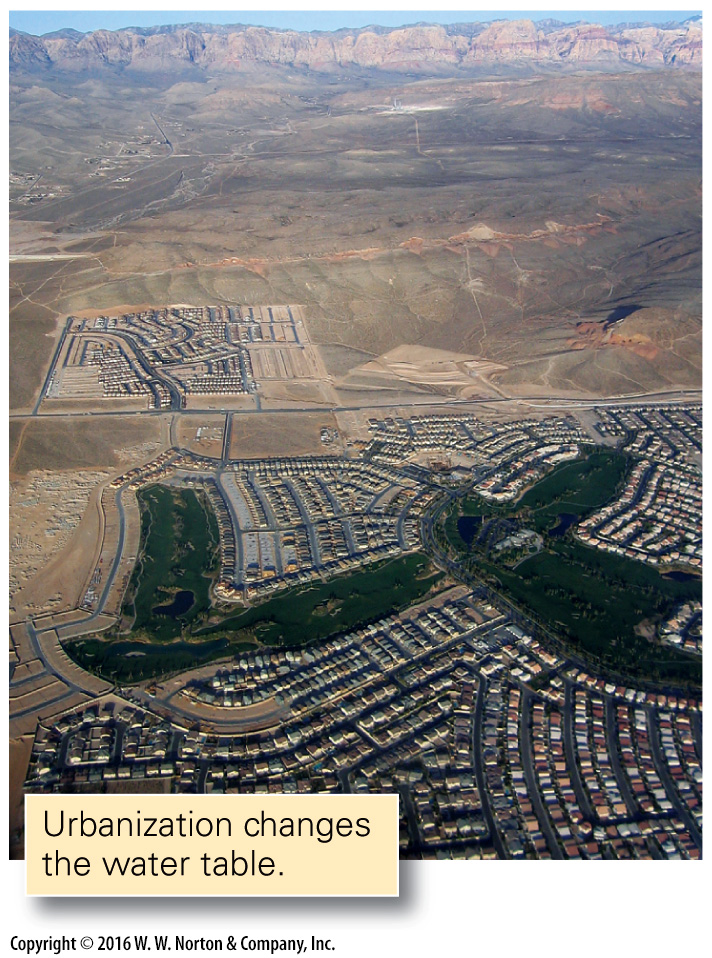 Urbanization changes
the water table.
Copyright © 2016 W. W. Norton & Company, Inc.